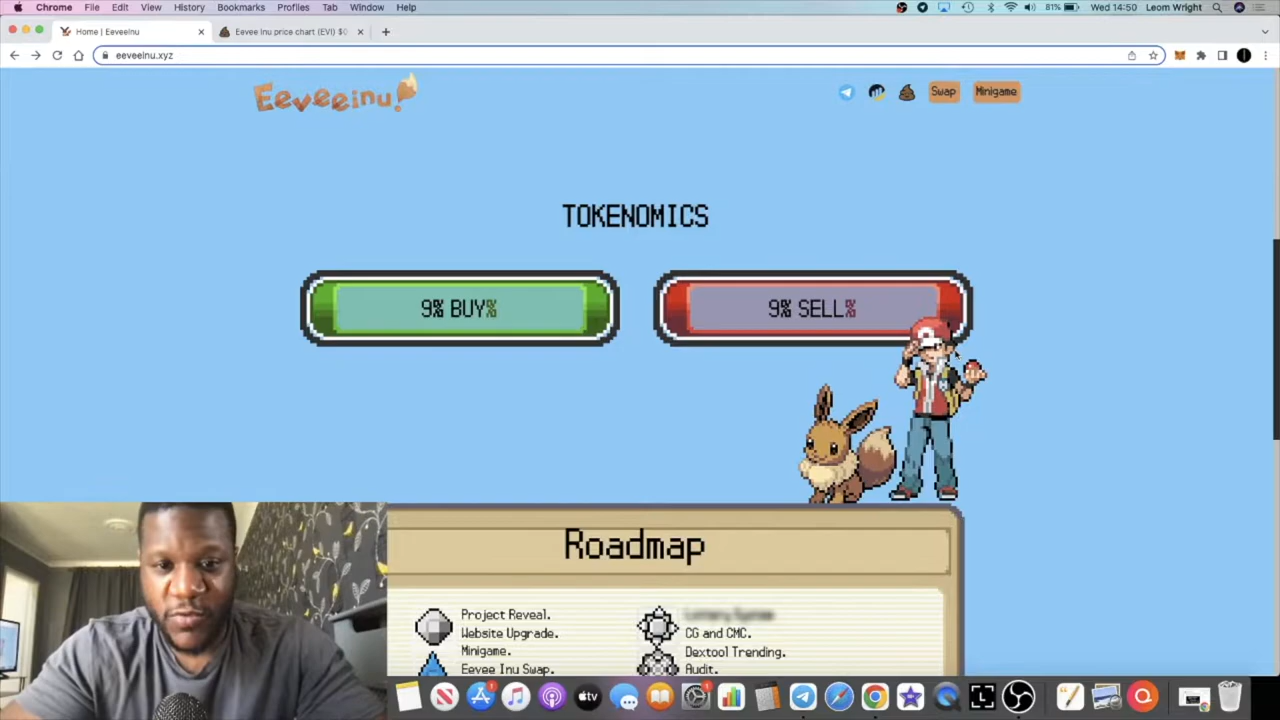 Chrome File Edit View History Bookmarks Profiles Tab Window Help 81% Wed 14:50 Leom Wright
Home | Eeveeinu Eevee Inu price chart (EVI) $
eeveeinu.xyz
Eeveeinu! Swap Minigame
TOKENOMICS
9% BUY% 9% SELL%
Roadmap
Project Reveal.
Website Upgrade.
Minigame.
Eevee Inu Swap.
CG and CMC.
Dextool Trending.
Audit.
tv